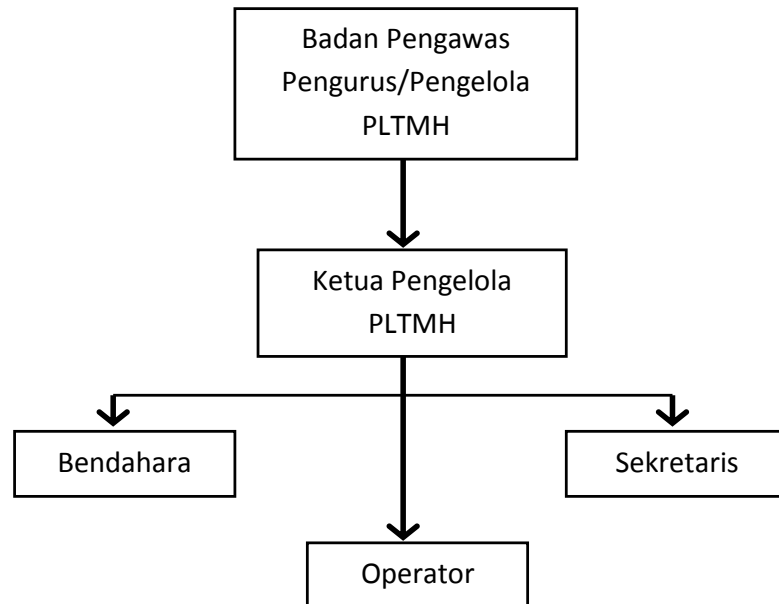 Badan Pengawas
Pengurus/Pengelola
PLTMH
Ketua Pengelola
PLTMH
Bendahara
Sekretaris
Operator